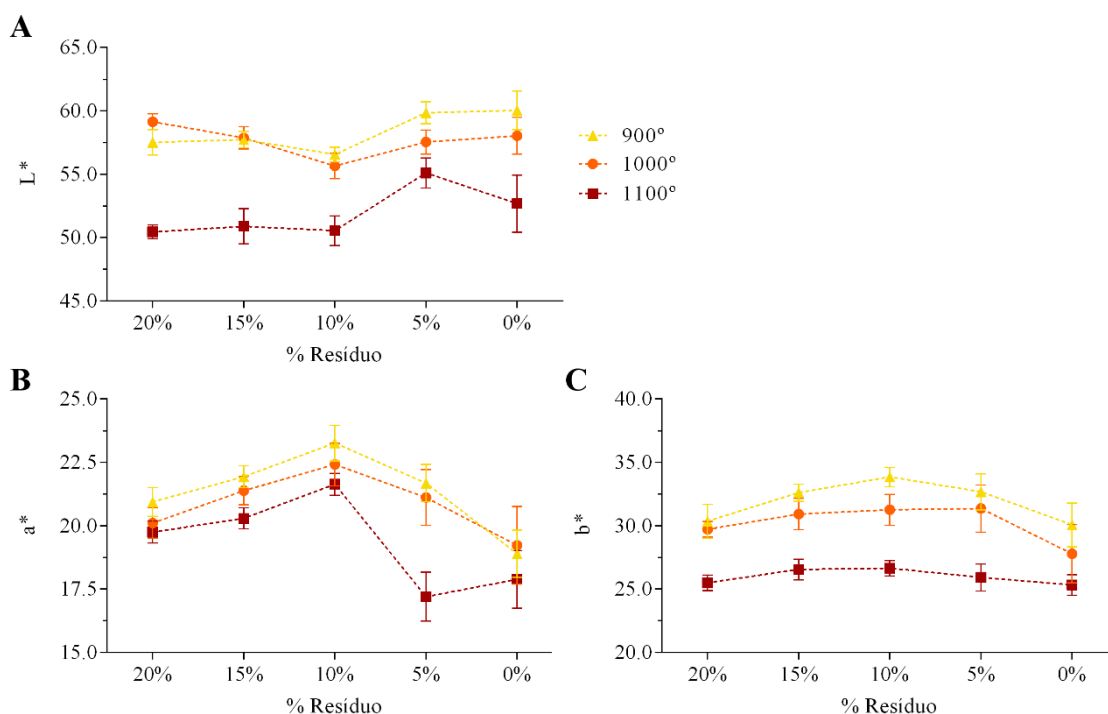 A
65.0
60.0
55.0
50.0
45.0
L*
20% 15% 10% 5% 0%
% Resíduo
900º
1000º
1100º
B
25.0
22.5
20.0
17.5
15.0
a*
20% 15% 10% 5% 0%
% Resíduo
C
40.0
35.0
30.0
25.0
20.0
b*
20% 15% 10% 5% 0%
% Resíduo